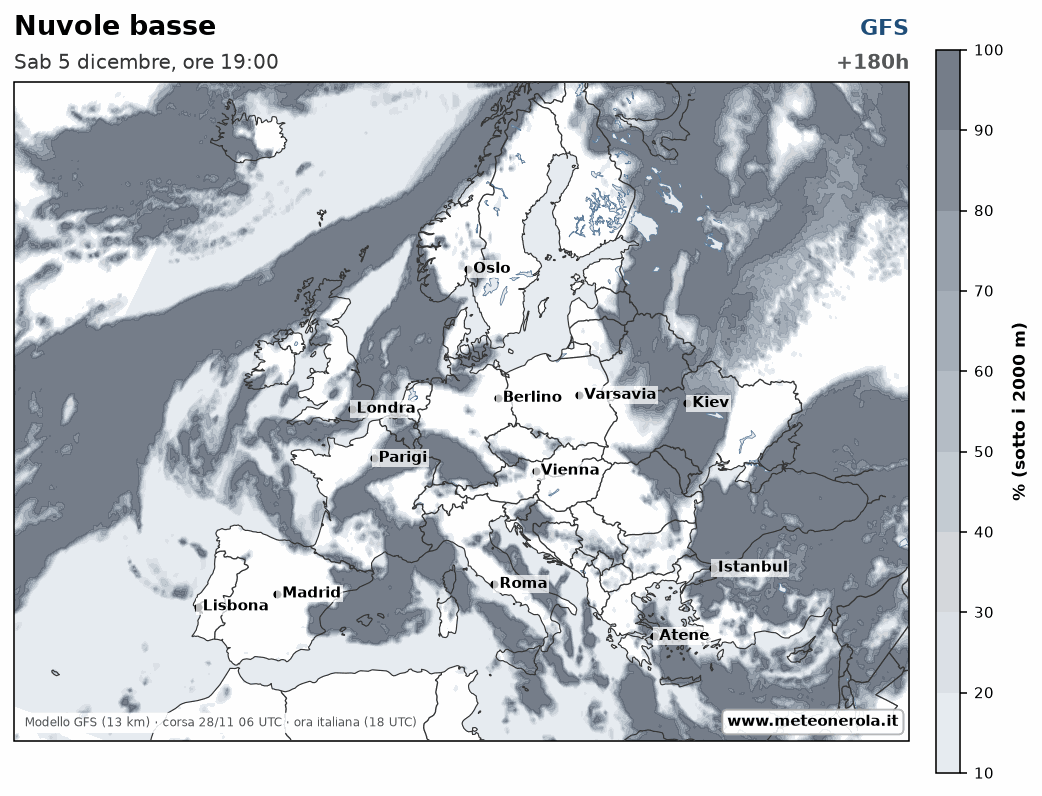 Nuvole basse
GFS
Sab 5 dicembre, ore 19:00
+180h
100
90
80
70
60
50
40
30
20
10
% (sotto i 2000 m)
Oslo
Berlino
Varsavia
Kiev
Londra
Parigi
Vienna
Istanbul
Roma
Madrid
Lisbona
Atene
Modello GFS (13 km) · corsa 28/11 06 UTC · ora italiana (18 UTC)
www.meteonerola.it